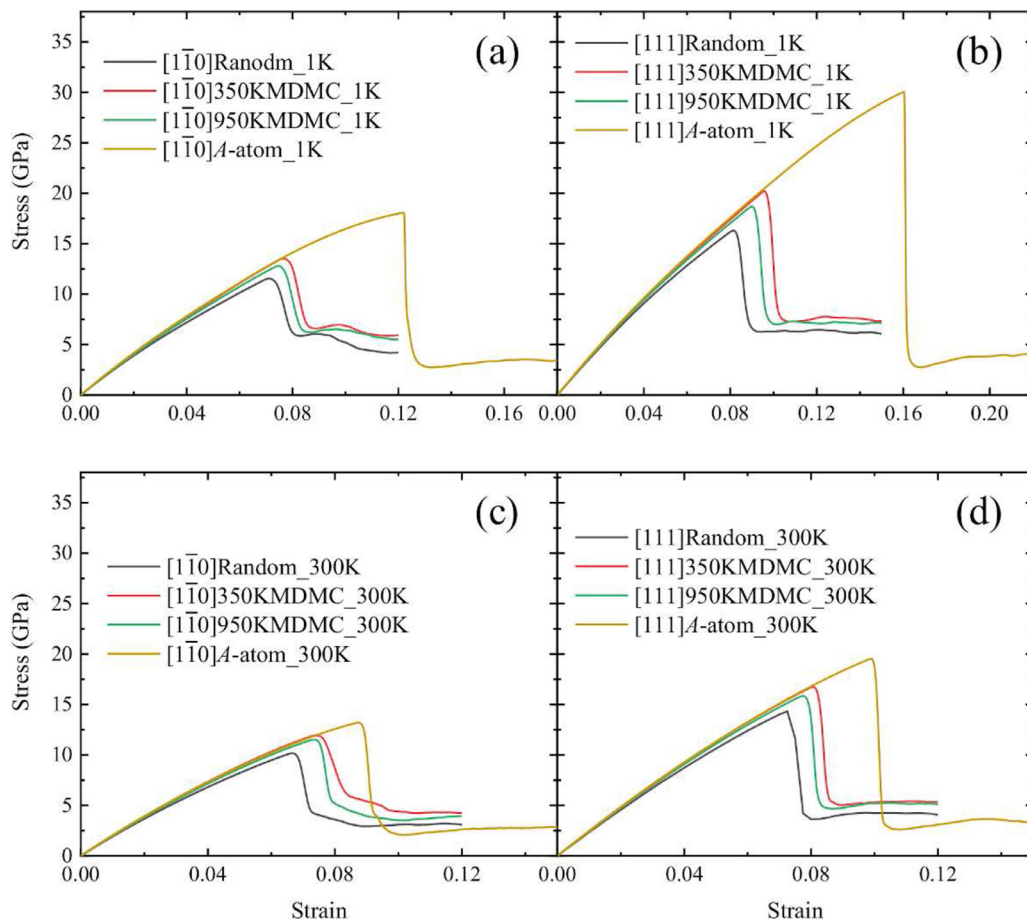 (a)
[11̄0]Ranodm_1K
[11̄0]350KMDMC_1K
[11̄0]950KMDMC_1K
[11̄0]A-atom_1K
Stress (GPa)
35
30
25
20
15
10
5
0
0.00 0.04 0.08 0.12 0.16 0.00
(b)
[111]Random_1K
[111]350KMDMC_1K
[111]950KMDMC_1K
[111]A-atom_1K
0.04 0.08 0.12 0.16 0.20
(c)
[11̄0]Random_300K
[11̄0]350KMDMC_300K
[11̄0]950KMDMC_300K
[11̄0]A-atom_300K
Stress (GPa)
35
30
25
20
15
10
5
0
0.00 0.04 0.08 0.12 0.00
Strain
(d)
[111]Random_300K
[111]350KMDMC_300K
[111]950KMDMC_300K
[111]A-atom_300K
0.04 0.08 0.12
Strain